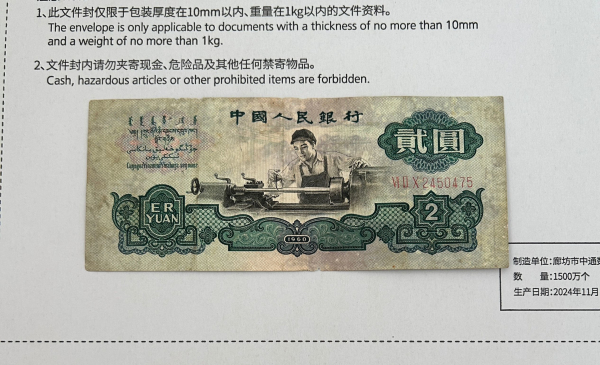 1、此文件封仅限于包装厚度在10mm以内、重量在1kg以内的文件资料。
The envelope is only applicable to documents with a thickness of no more than 10mm
and a weight of no more than 1kg.
2、文件封内请勿夹寄现金、危险品及其他任何禁寄物品。
Cash, hazardous articles or other prohibited items are forbidden.
中國人民銀行
貳圓
VI II X 2450475
ER
YUAN
2
1960
制造单位:廊坊市中通
数 量:1500万个
生产日期:2024年11月